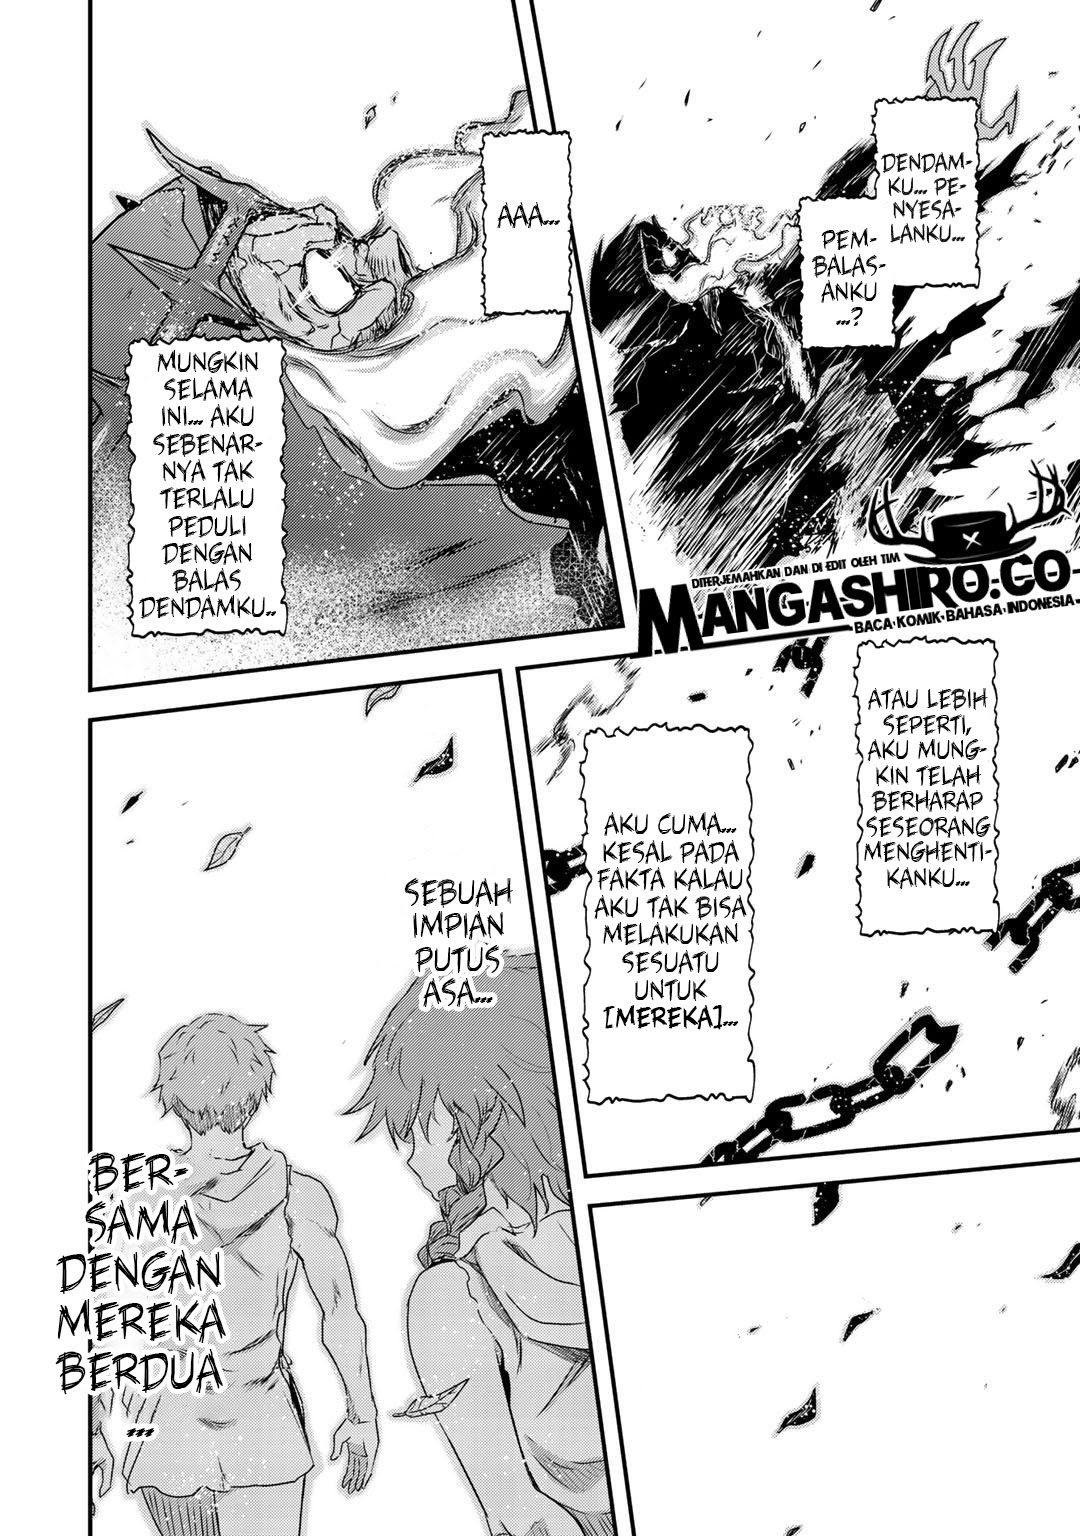 DENDAM-
KU... PE-
NYESA-
LANKU...
PEM-
BALAS-
ANKU
...?
AAA...
MUNGKIN
SELAMA
INI... AKU
SEBENAR-
NYA TAK
TERLALU
PEDULI
DENGAN
BALAS
DENDAMKU..
DITERJEMAHKAN DAN DI EDIT OLEH TIM
MANGASHIRO.CO
BACA KOMIK BAHASA INDONESIA
ATAU LEBIH
SEPERTI,
AKU MUNG-
KIN TELAH
BERHARAP
SESEORANG
MENGHENTI-
KANKU...
AKU CUMA...
KESAL PADA
FAKTA KALAU
AKU TAK BISA
MELAKUKAN
SESUATU
UNTUK
[MEREKA]...
SEBUAH
IMPIAN
PUTUS
ASA...
BER-
SAMA
DENGAN
MEREKA
BERDUA
...